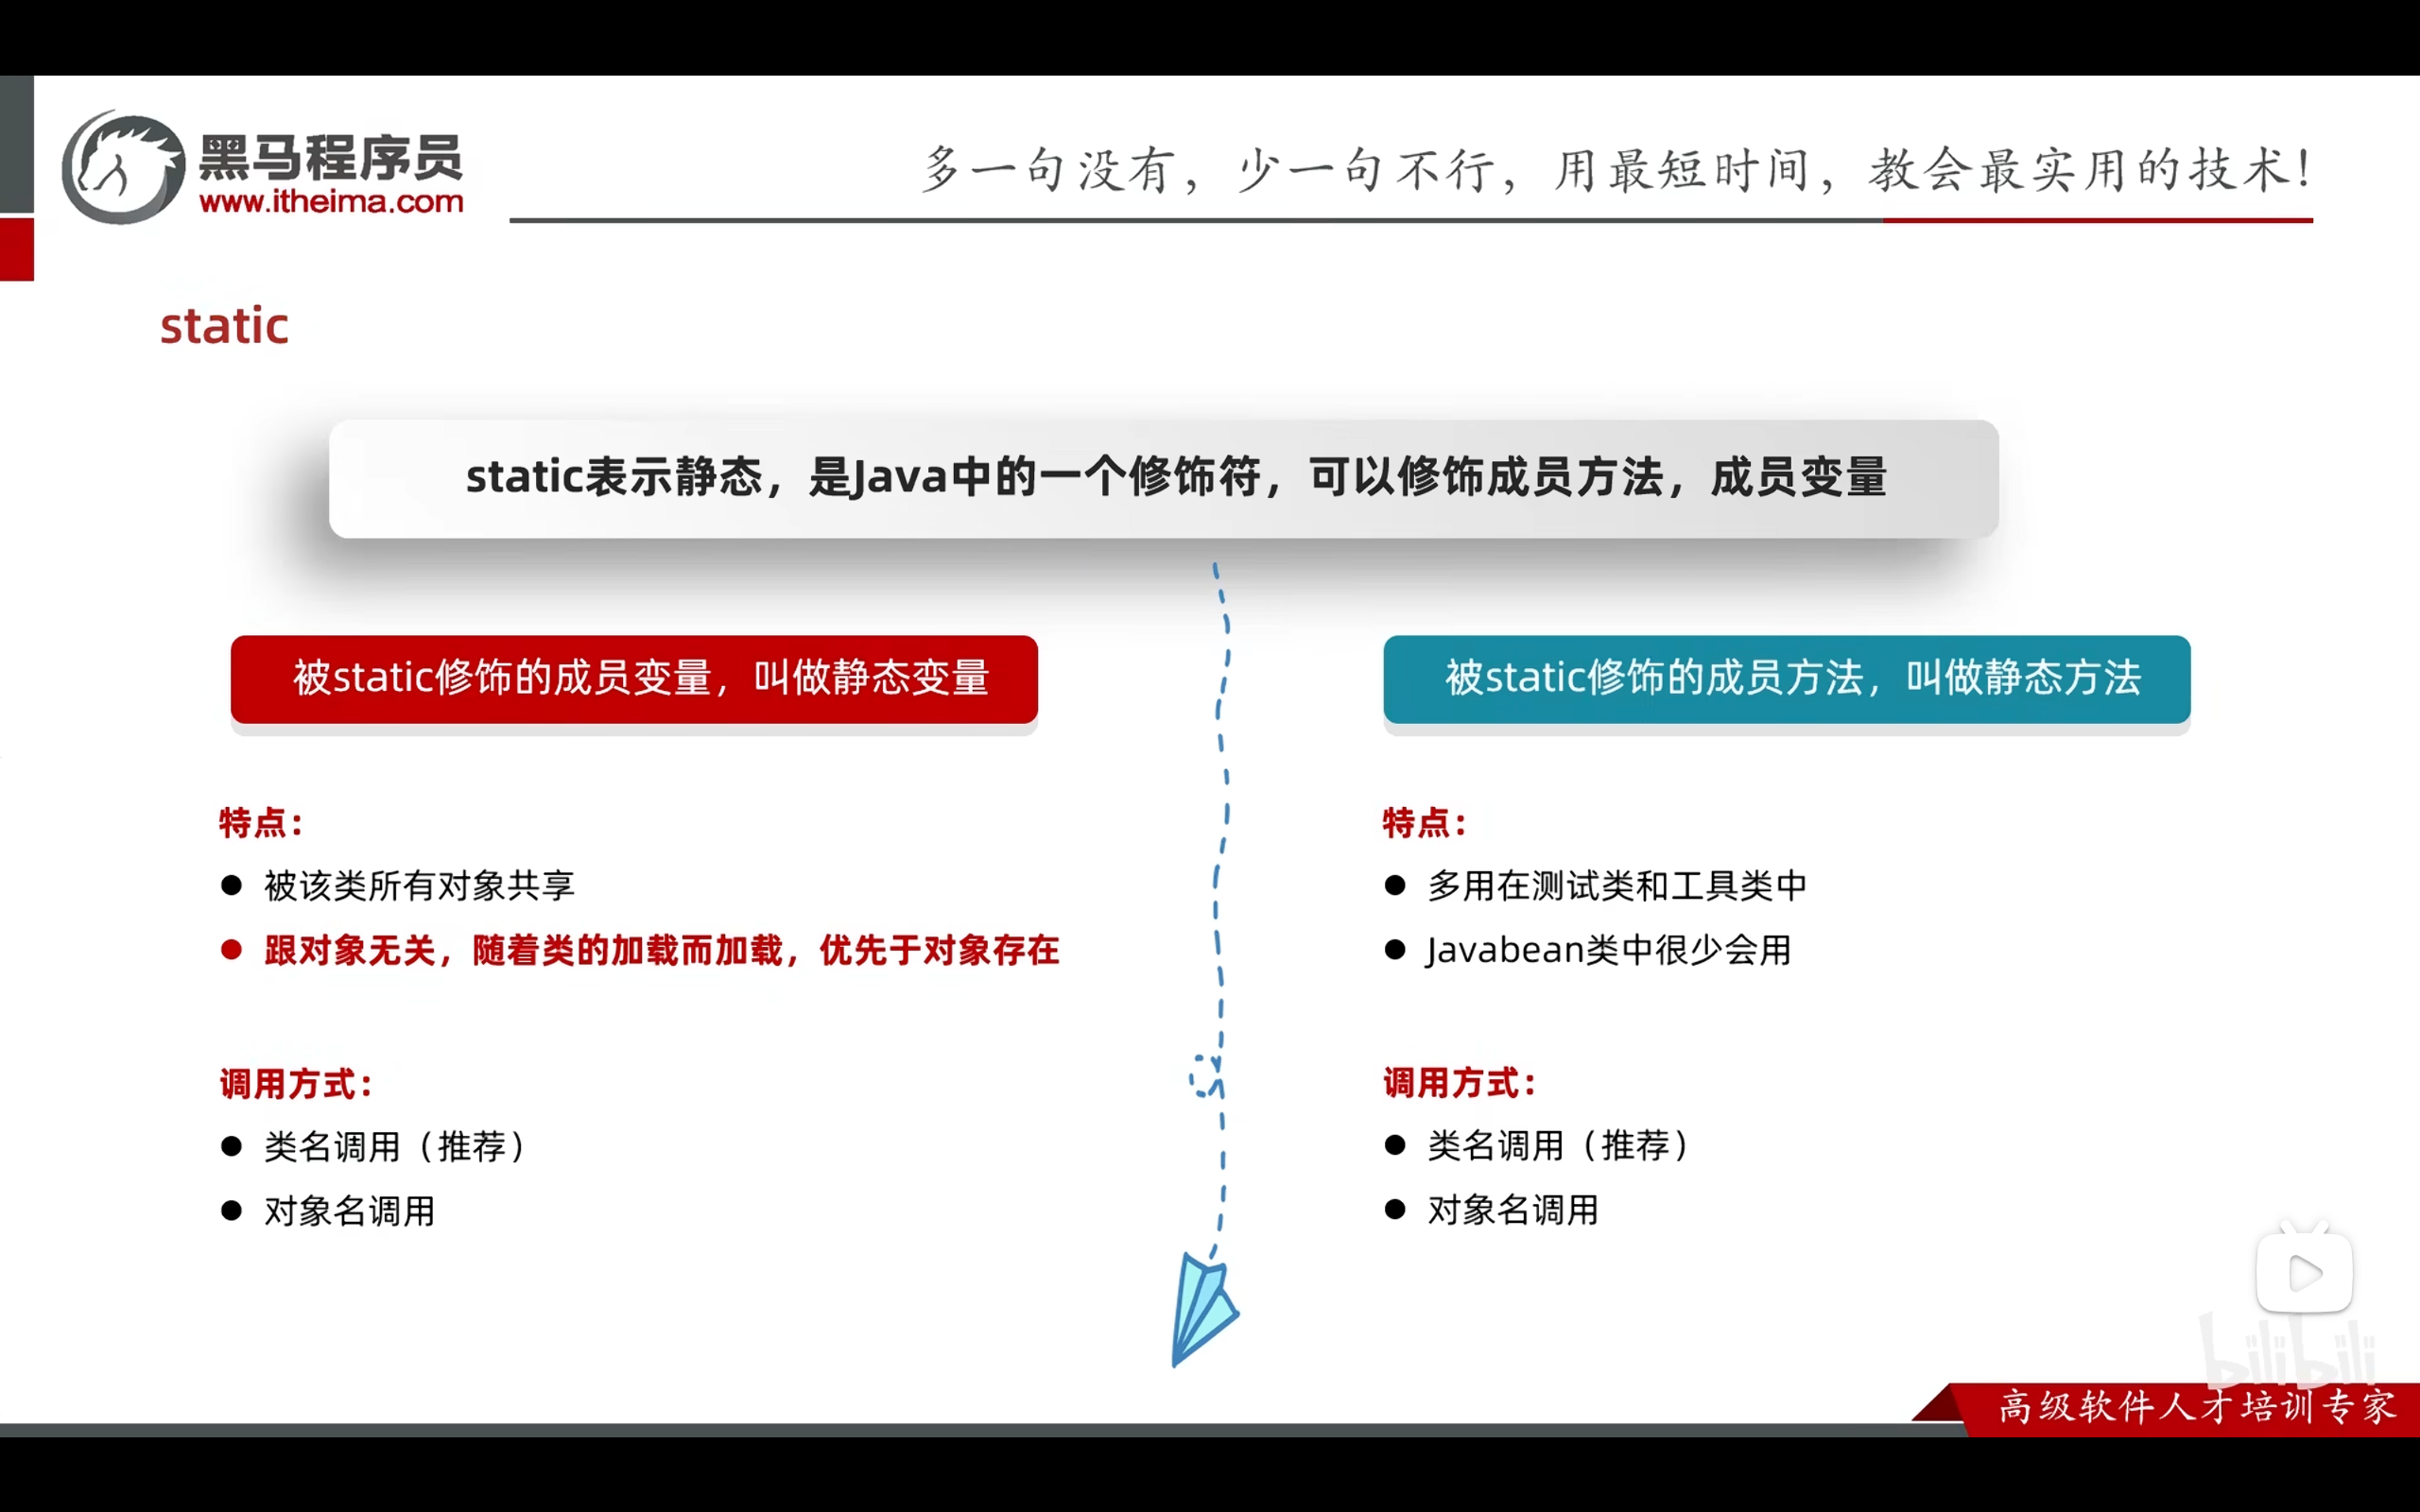 黑马程序员
www.itheima.com
多一句没有，少一句不行，用最短时间，教会最实用的技术！
static
static表示静态，是Java中的一个修饰符，可以修饰成员方法，成员变量
被static修饰的成员变量，叫做静态变量
特点：
被该类所有对象共享
跟对象无关，随着类的加载而加载，优先于对象存在
调用方式：
类名调用（推荐）
对象名调用
被static修饰的成员方法，叫做静态方法
特点：
多用在测试类和工具类中
Javabean类中很少会用
调用方式：
类名调用（推荐）
对象名调用
bilibili
高级软件人才培训专家